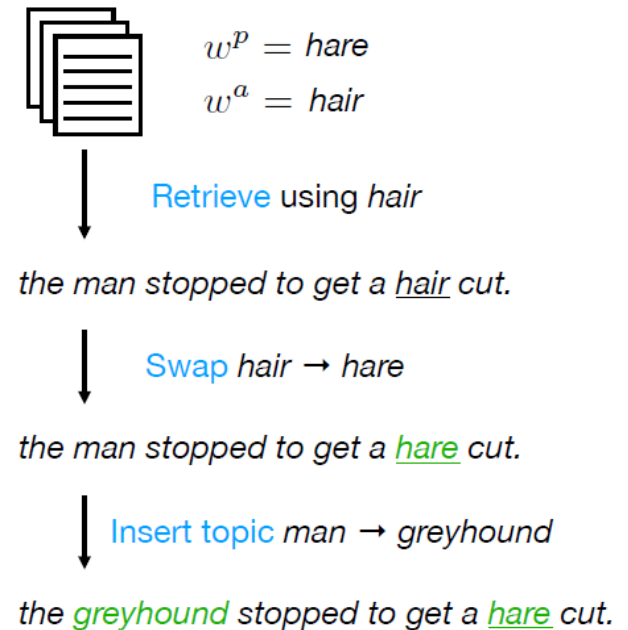 w^p = hare
w^a = hair
Retrieve using hair
the man stopped to get a hair cut.
Swap hair → hare
the man stopped to get a hare cut.
Insert topic man → greyhound
the greyhound stopped to get a hare cut.